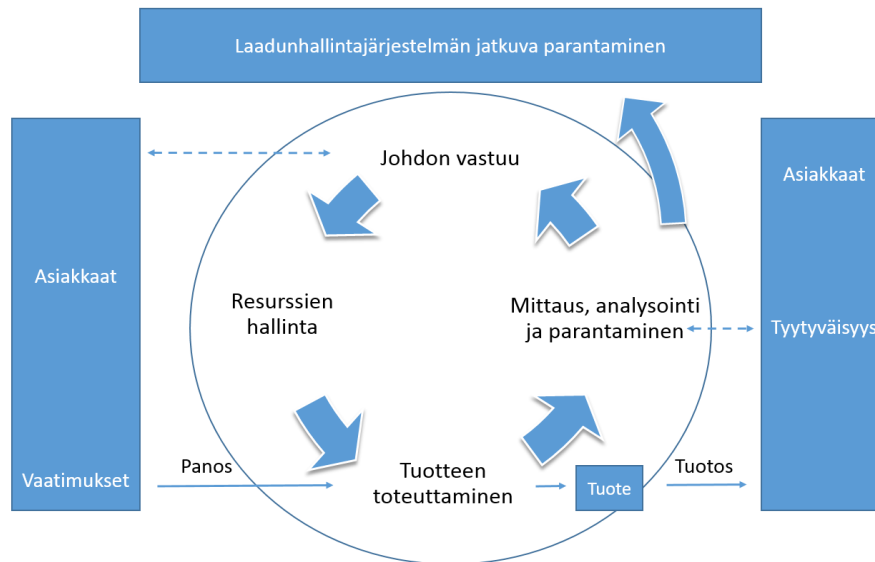 Laadunhallintajärjestelmän jatkuva parantaminen
Johdon vastuu
Asiakkaat
Asiakkaat
Resurssien
hallinta
Mittaus, analysointi
ja parantaminen
Tyytyväisyys
Vaatimukset
Panos
Tuotteen
toteuttaminen
Tuote
Tuotos